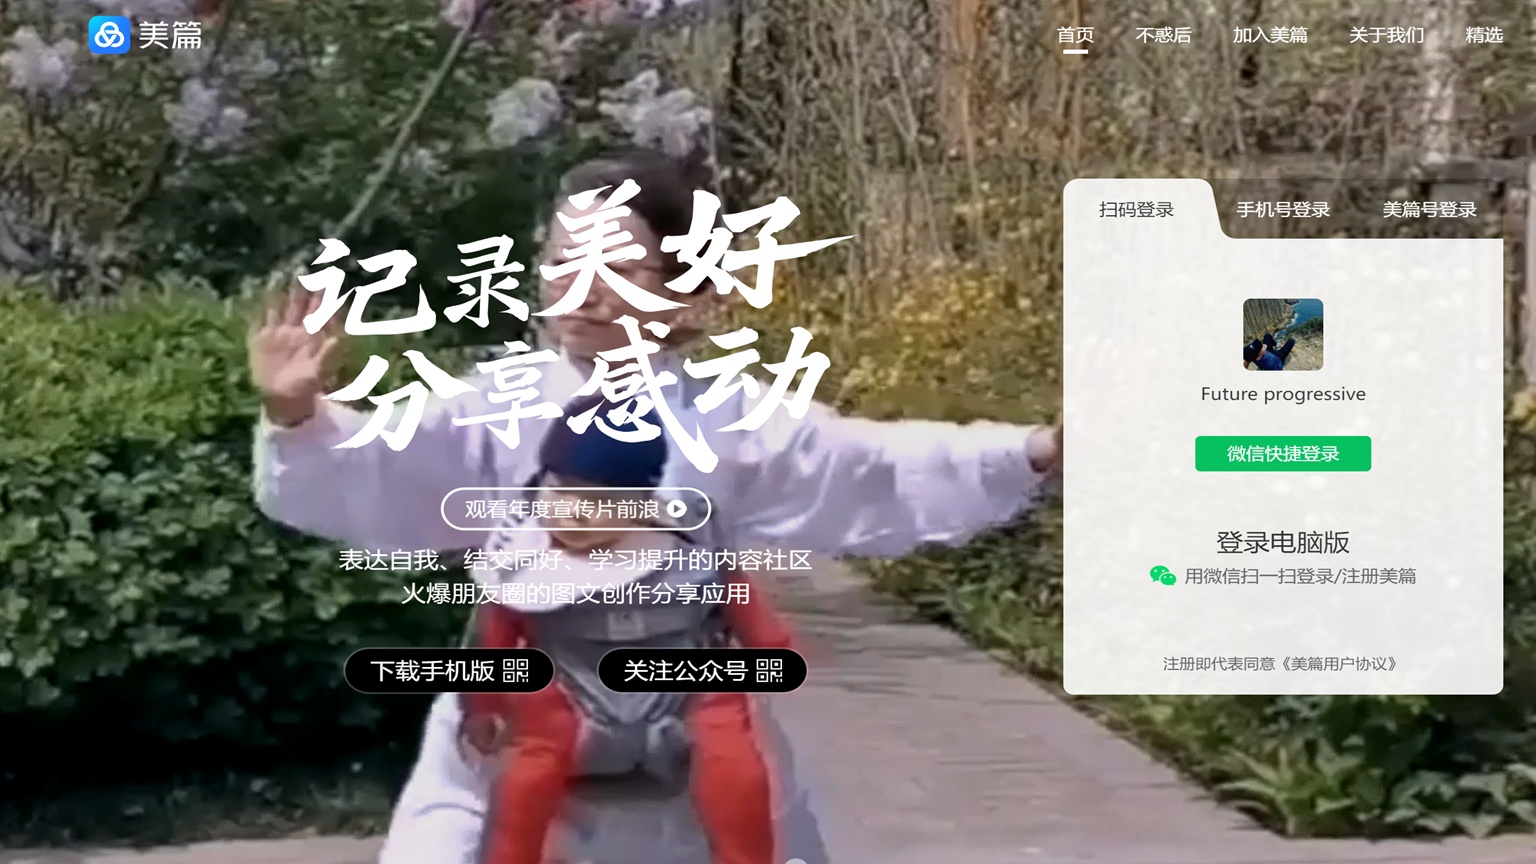 美篇
首页 不惑后 加入美篇 关于我们 精选
记录美好
分享感动
观看年度宣传片前浪
表达自我、结交同好、学习提升的内容社区
火爆朋友圈的图文创作分享应用
下载手机版 关注公众号
扫码登录 手机号登录 美篇号登录
Future progressive
微信快捷登录
登录电脑版
用微信扫一扫登录/注册美篇
注册即代表同意《美篇用户协议》